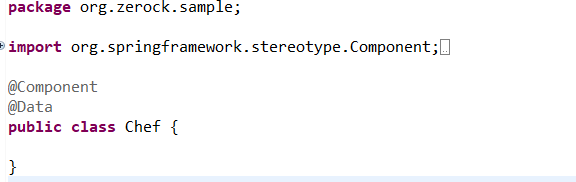 package org.zerock.sample;
import org.springframework.stereotype.Component;
@Component
@Data
public class Chef {
}